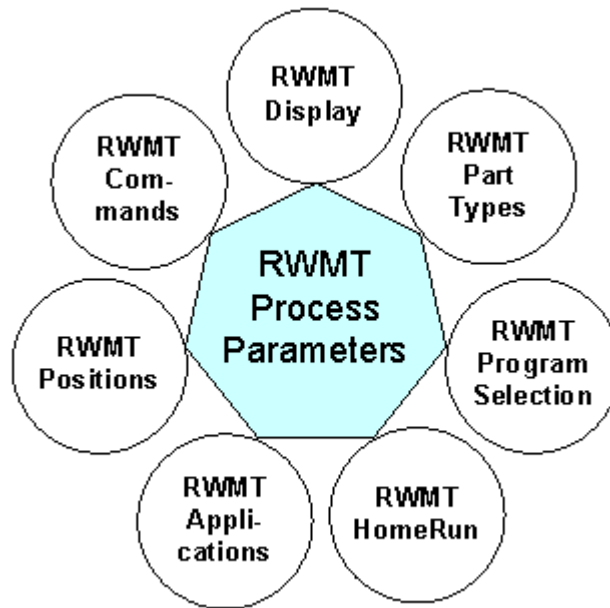 RWMT
Display
RWMT
Part
Types
RWMT
Program
Selection
RWMT
HomeRun
RWMT
Appli-
cations
RWMT
Positions
RWMT
Com-
mands
RWMT
Process
Parameters